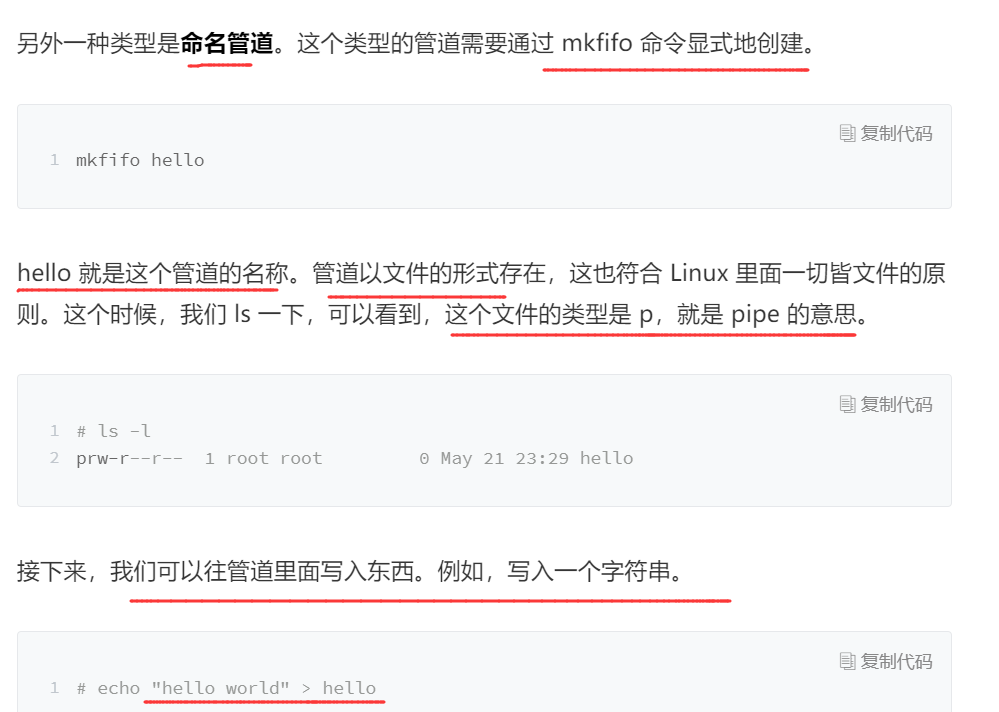 另外一种类型是命名管道。这个类型的管道需要通过 mkfifo 命令显式地创建。
复制代码
1 mkfifo hello
hello 就是这个管道的名称。管道以文件的形式存在，这也符合 Linux 里面一切皆文件的原
则。这个时候，我们 ls 一下，可以看到，这个文件的类型是 p，就是 pipe 的意思。
复制代码
1 # ls -l
2 prw-r--r--  1 root root         0 May 21 23:29 hello
接下来，我们可以往管道里面写入东西。例如，写入一个字符串。
复制代码
1 # echo "hello world" > hello